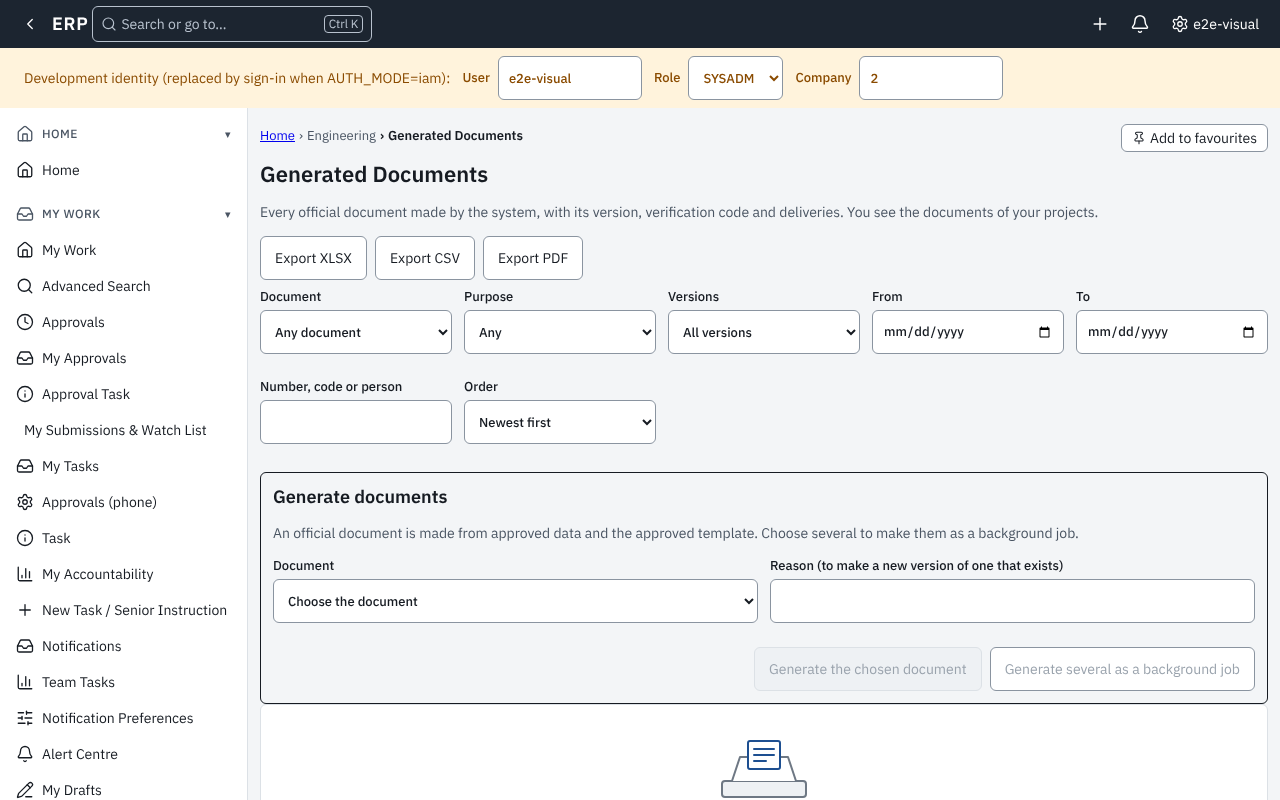 ERP
Search or go to...
Ctrl K
e2e-visual
Development identity (replaced by sign-in when AUTH_MODE=iam):
User
e2e-visual
Role
SYSADM
Company
2
HOME
Home
MY WORK
My Work
Advanced Search
Approvals
My Approvals
Approval Task
My Submissions & Watch List
My Tasks
Approvals (phone)
Task
My Accountability
New Task / Senior Instruction
Notifications
Team Tasks
Notification Preferences
Alert Centre
My Drafts
Home › Engineering › Generated Documents
Add to favourites
Generated Documents
Every official document made by the system, with its version, verification code and deliveries. You see the documents of your projects.
Export XLSX
Export CSV
Export PDF
Document
Purpose
Versions
From
To
Any document
Any
All versions
mm/dd/yyyy
mm/dd/yyyy
Number, code or person
Order
Newest first
Generate documents
An official document is made from approved data and the approved template. Choose several to make them as a background job.
Document
Reason (to make a new version of one that exists)
Choose the document
Generate the chosen document
Generate several as a background job